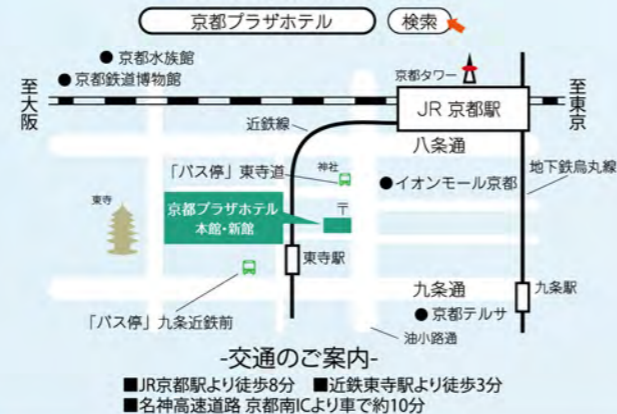 京都プラザホテル 検索
京都水族館
京都タワー
京都鉄道博物館
至大阪
JR 京都駅
至東京
近鉄線
八条通
「バス停」東寺道
神社
地下鉄烏丸線
イオンモール京都
東寺
京都プラザホテル
本館・新館
〒
東寺駅
九条通
九条駅
京都テルサ
「バス停」九条近鉄前
油小路通
-交通のご案内-
■JR京都駅より徒歩8分 ■近鉄東寺駅より徒歩3分
■名神高速道路 京都南ICより車で約10分